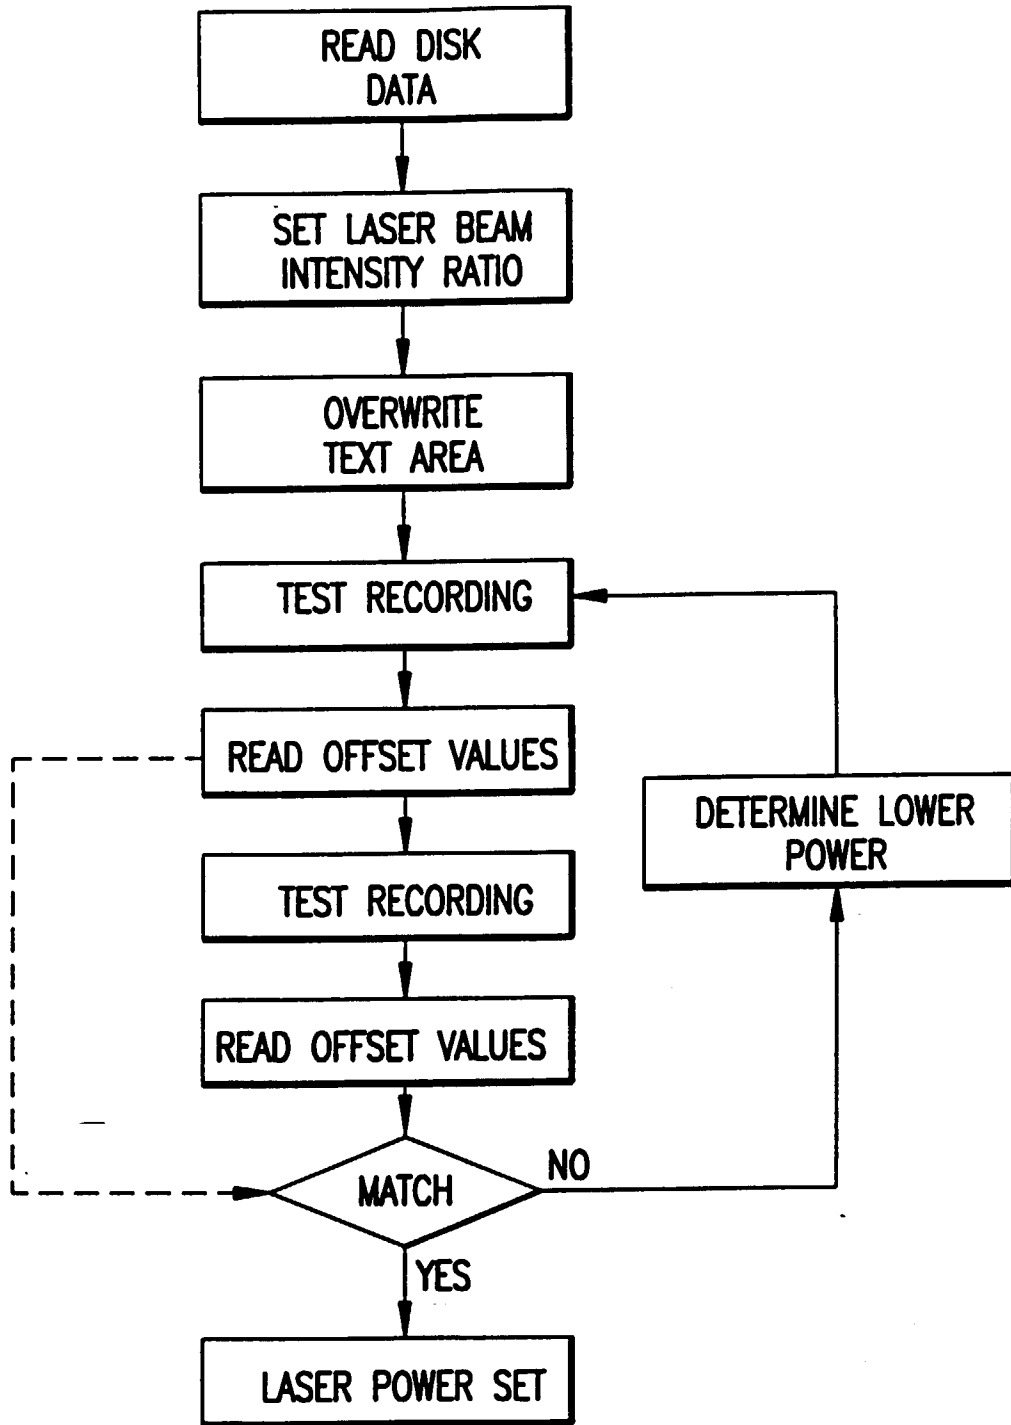 READ DISK
DATA
SET LASER BEAM
INTENSITY RATIO
OVERWRITE
TEXT AREA
TEST RECORDING
READ OFFSET VALUES
DETERMINE LOWER
POWER
TEST RECORDING
READ OFFSET VALUES
MATCH
NO
YES
LASER POWER SET